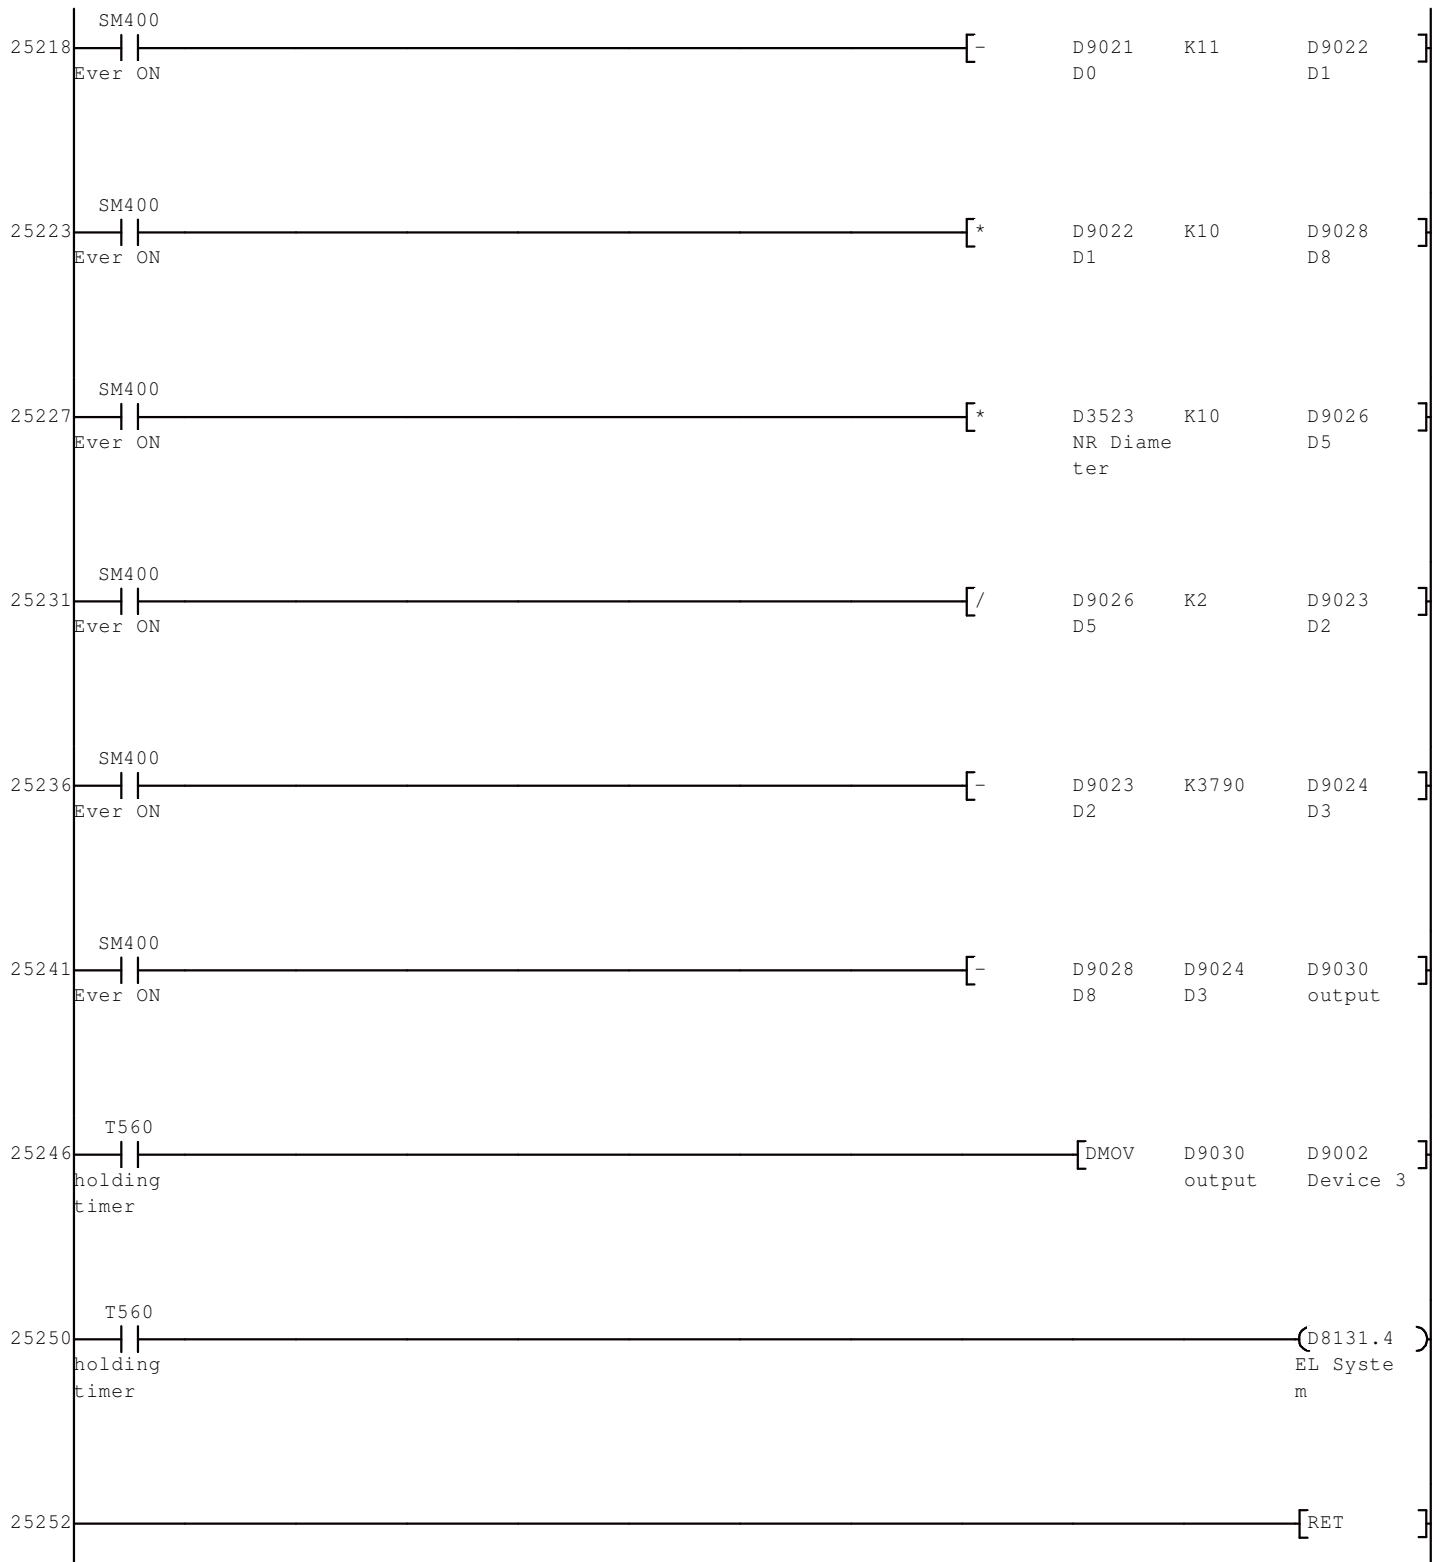 SM400
25218 - D9021 K11 D9022
Ever ON D0 D1
SM400
25223 * D9022 K10 D9028
Ever ON D1 D8
SM400
25227 * D3523 K10 D9026
Ever ON NR Diame D5
ter
SM400
25231 / D9026 K2 D9023
Ever ON D5 D2
SM400
25236 - D9023 K3790 D9024
Ever ON D2 D3
SM400
25241 - D9028 D9024 D9030
Ever ON D8 D3 output
T560
25246 DMOV D9030 D9002
holding output Device 3
timer
T560
25250 D8131.4
holding EL Syste
timer m
25252 RET